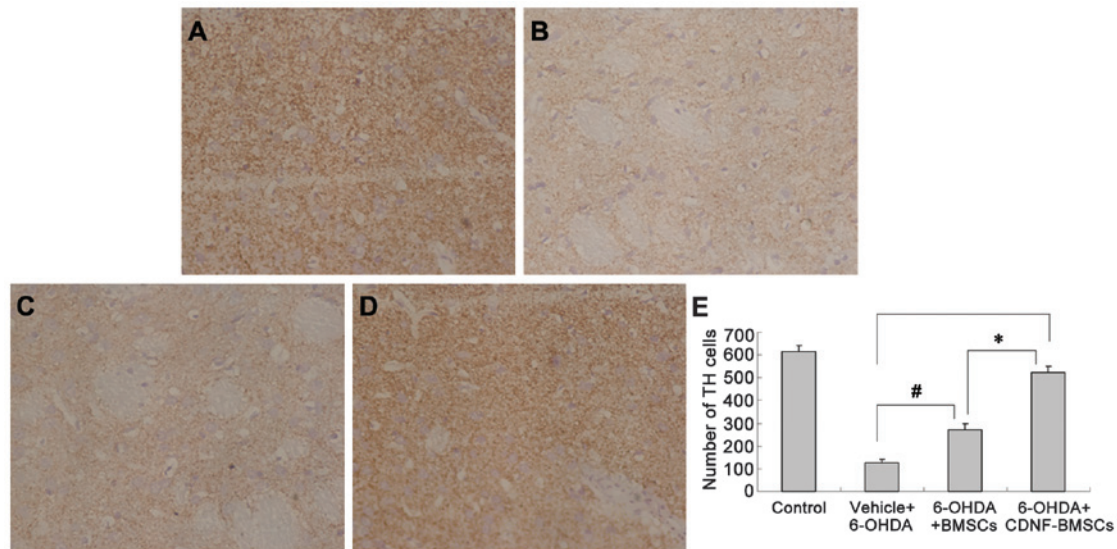 A
B
C
D
E
Number of TH cells
700
600
500
400
300
200
100
0
*
#
Control
Vehicle+
6-OHDA
6-OHDA
+BMSCs
6-OHDA+
CDNF-BMSCs